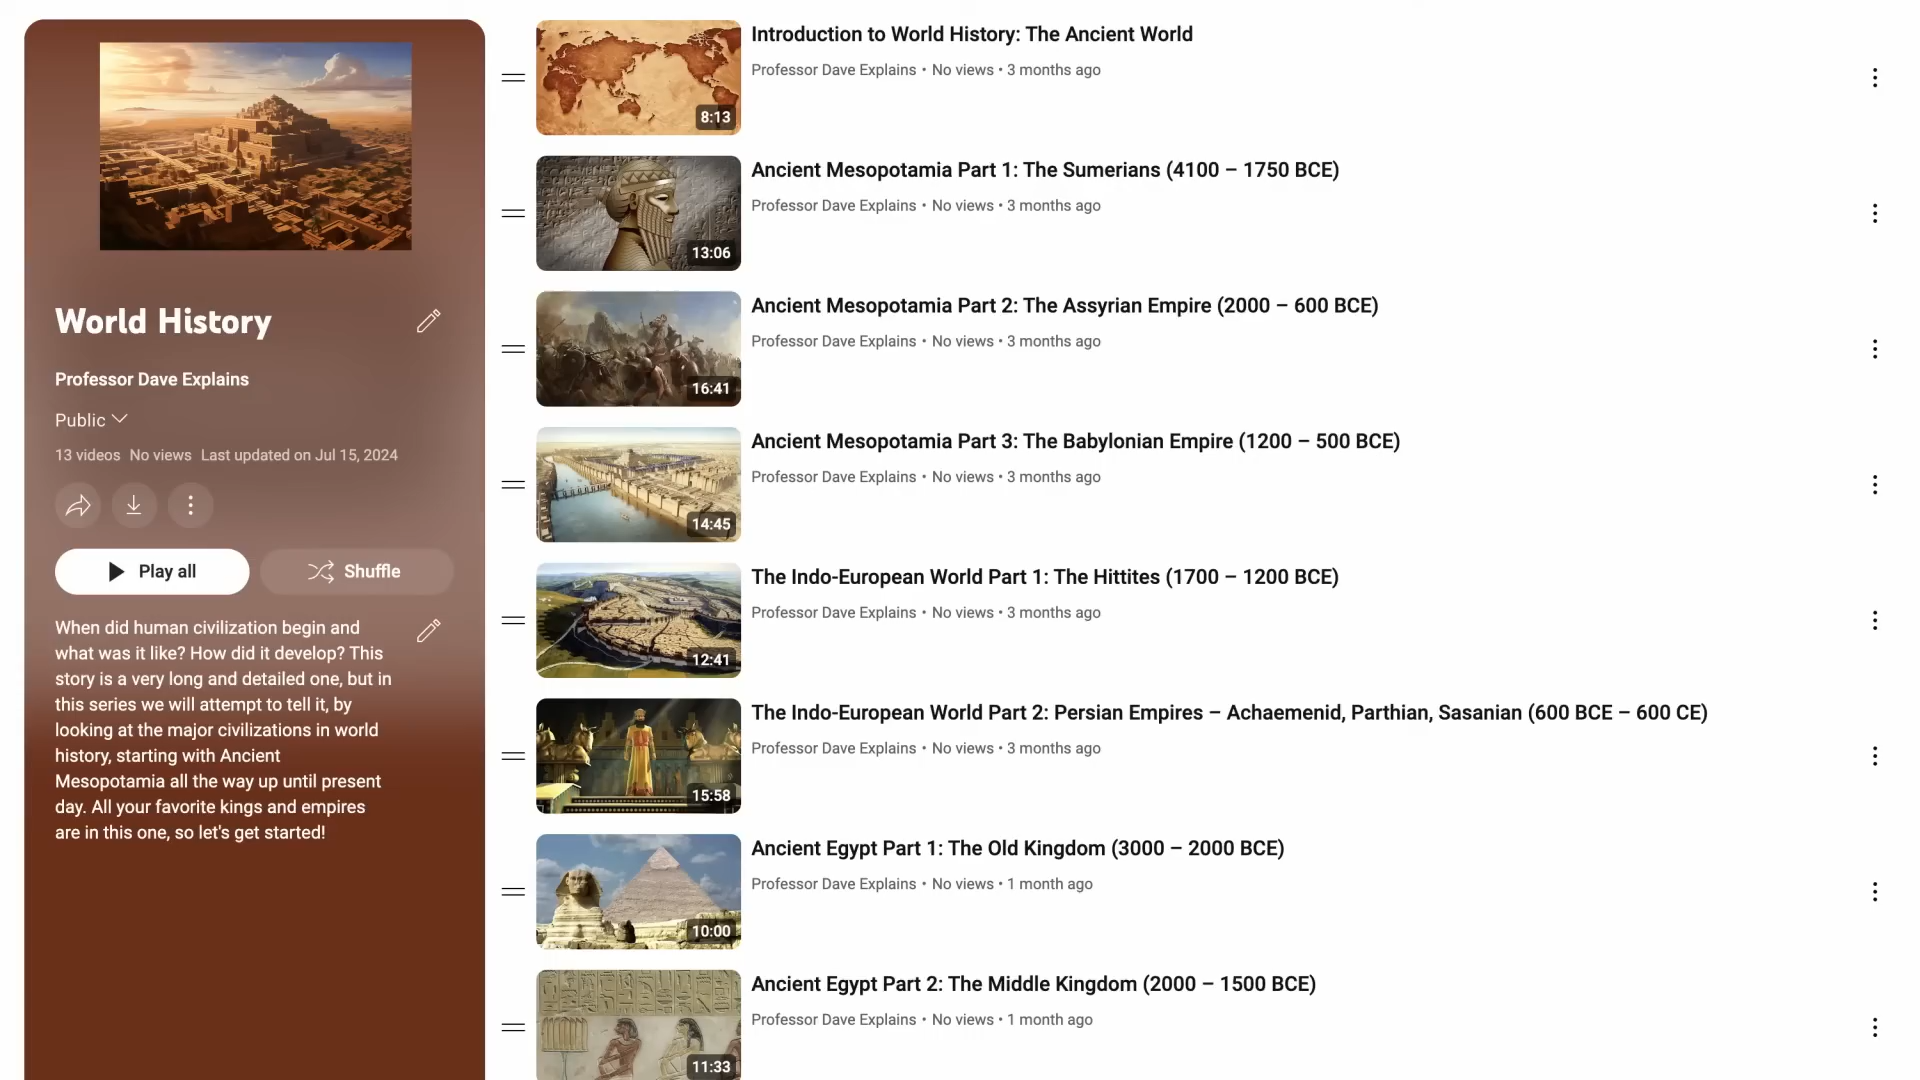 World History
Professor Dave Explains
Public
13 videos No views Last updated on Jul 15, 2024
Play all
Shuffle
When did human civilization begin and
what was it like? How did it develop? This
story is a very long and detailed one, but in
this series we will attempt to tell it, by
looking at the major civilizations in world
history, starting with Ancient
Mesopotamia all the way up until present
day. All your favorite kings and empires
are in this one, so let's get started!
8:13
Introduction to World History: The Ancient World
Professor Dave Explains • No views • 3 months ago
13:06
Ancient Mesopotamia Part 1: The Sumerians (4100 – 1750 BCE)
Professor Dave Explains • No views • 3 months ago
16:41
Ancient Mesopotamia Part 2: The Assyrian Empire (2000 – 600 BCE)
Professor Dave Explains • No views • 3 months ago
14:45
Ancient Mesopotamia Part 3: The Babylonian Empire (1200 – 500 BCE)
Professor Dave Explains • No views • 3 months ago
12:41
The Indo-European World Part 1: The Hittites (1700 – 1200 BCE)
Professor Dave Explains • No views • 3 months ago
15:58
The Indo-European World Part 2: Persian Empires – Achaemenid, Parthian, Sasanian (600 BCE – 600 CE)
Professor Dave Explains • No views • 3 months ago
10:00
Ancient Egypt Part 1: The Old Kingdom (3000 – 2000 BCE)
Professor Dave Explains • No views • 1 month ago
11:33
Ancient Egypt Part 2: The Middle Kingdom (2000 – 1500 BCE)
Professor Dave Explains • No views • 1 month ago